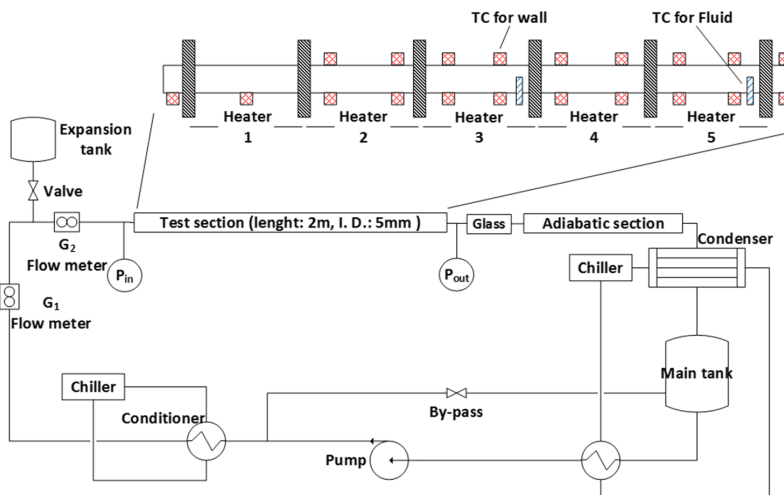 TC for wall
TC for Fluid
Heater
1
Heater
2
Heater
3
Heater
4
Heater
5
Expansion
tank
Valve
G2
Flow meter
Test section (lenght: 2m, I. D.: 5mm )
Glass
Adiabatic section
Pin
Pout
Chiller
Condenser
G1
Flow meter
Chiller
Conditioner
Main tank
By-pass
Pump